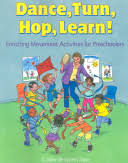 Dance, Turn,
Hop, Learn!
Enriching Movement Activities for Preschoolers